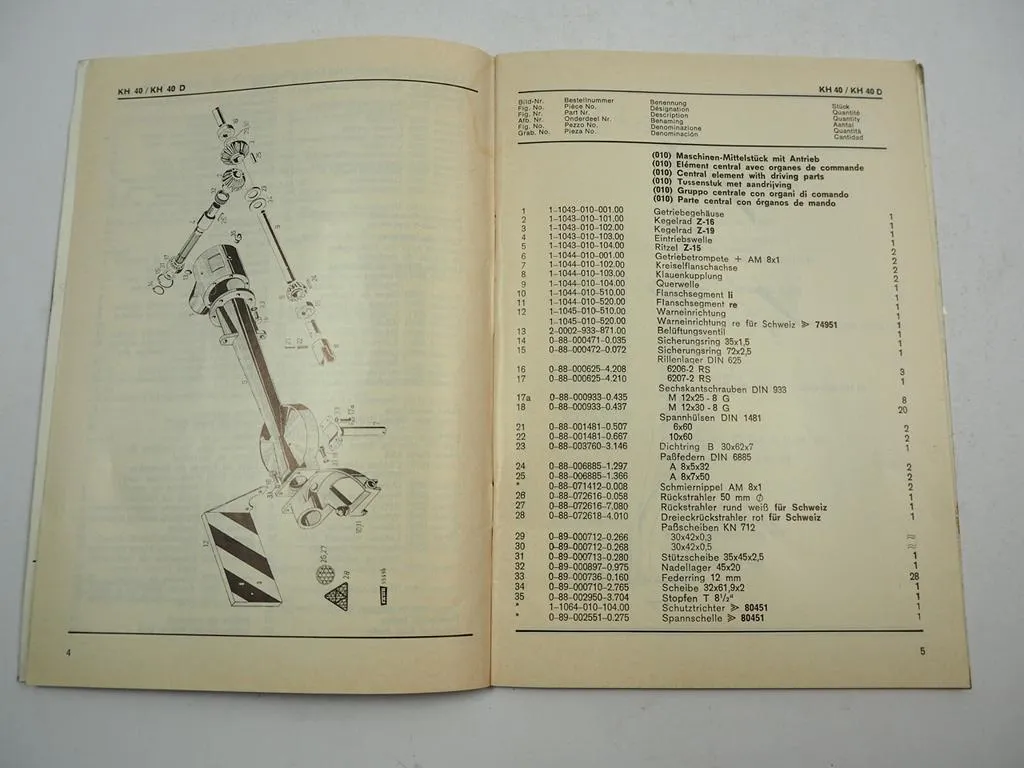 KH 40 / KH 40 D
26,27
28
12
4
KH 40 / KH 40 D
Bild-Nr. Bestellnummer Benennung Stück
Fig. No. Pièce No. Désignation Quantité
Fig. Nr. Part Nr. Description Quantity
Afb. Nr. Onderdeel Nr. Benaming Aantal
Fig. No. Pezzo No. Denominazione Quantità
Grab. No. Pieza No. Denominación Cantidad
(010) Maschinen-Mittelstück mit Antrieb
(010) Elément central avec organes de commande
(010) Central element with driving parts
(010) Tussenstuk met aandrijving
(010) Gruppo centrale con organi di comando
(010) Parte central con órganos de mando
1 1-1043-010-001.00 Getriebegehäuse 1
2 1-1043-010-101.00 Kegelrad Z-16 1
3 1-1043-010-102.00 Kegelrad Z-19 1
4 1-1043-010-103.00 Eintriebswelle 1
5 1-1043-010-104.00 Ritzel Z-15 2
6 1-1044-010-001.00 Getriebetrompete + AM 8x1 2
7 1-1044-010-102.00 Kreiselflanschachse 2
8 1-1044-010-103.00 Klauenkupplung 2
9 1-1044-010-104.00 Querwelle 1
10 1-1044-010-510.00 Flanschsegment li 1
11 1-1044-010-520.00 Flanschsegment re 1
12 1-1045-010-510.00 Warneinrichtung 1
1-1045-010-520.00 Warneinrichtung re für Schweiz ⋗ 74951 1
13 2-0002-933-871.00 Belüftungsventil 1
14 0-88-000471-0.035 Sicherungsring 35x1,5 1
15 0-88-000472-0.072 Sicherungsring 72x2,5 1
Rillenlager DIN 625
16 0-88-000625-4.208 6206-2 RS 3
17 0-88-000625-4.210 6207-2 RS 1
Sechskantschrauben DIN 933
17a 0-88-000933-0.435 M 12x25 - 8 G 8
18 0-88-000933-0.437 M 12x30 - 8 G 20
Spannhülsen DIN 1481
21 0-88-001481-0.507 6x60 2
22 0-88-001481-0.667 10x60 2
23 0-88-003760-3.146 Dichtring B 30x62x7 1
Paßfedern DIN 6885
24 0-88-006885-1.297 A 8x5x32 2
25 0-88-006885-1.366 A 8x7x50 2
* 0-88-071412-0.008 Schmiernippel AM 8x1 2
26 0-88-072616-0.058 Rückstrahler 50 mm ∅ 1
27 0-88-072616-7.080 Rückstrahler rund weiß für Schweiz 1
28 0-88-072618-4.010 Dreieckrückstrahler rot für Schweiz 1
Paßscheiben KN 712
29 0-89-000712-0.266 30x42x0,3
30 0-89-000712-0.268 30x42x0,5
31 0-89-000713-0.280 Stützscheibe 35x45x2,5 1
32 0-88-000897-0.975 Nadellager 45x20 1
33 0-89-000736-0.160 Federring 12 mm 28
34 0-89-000710-2.765 Scheibe 32x61,9x2 1
35 0-88-002950-3.704 Stopfen T 8½" 1
* 1-1064-010-104.00 Schutztrichter ⋗ 80451 1
* 0-89-002551-0.275 Spannschelle ⋗ 80451 1
5